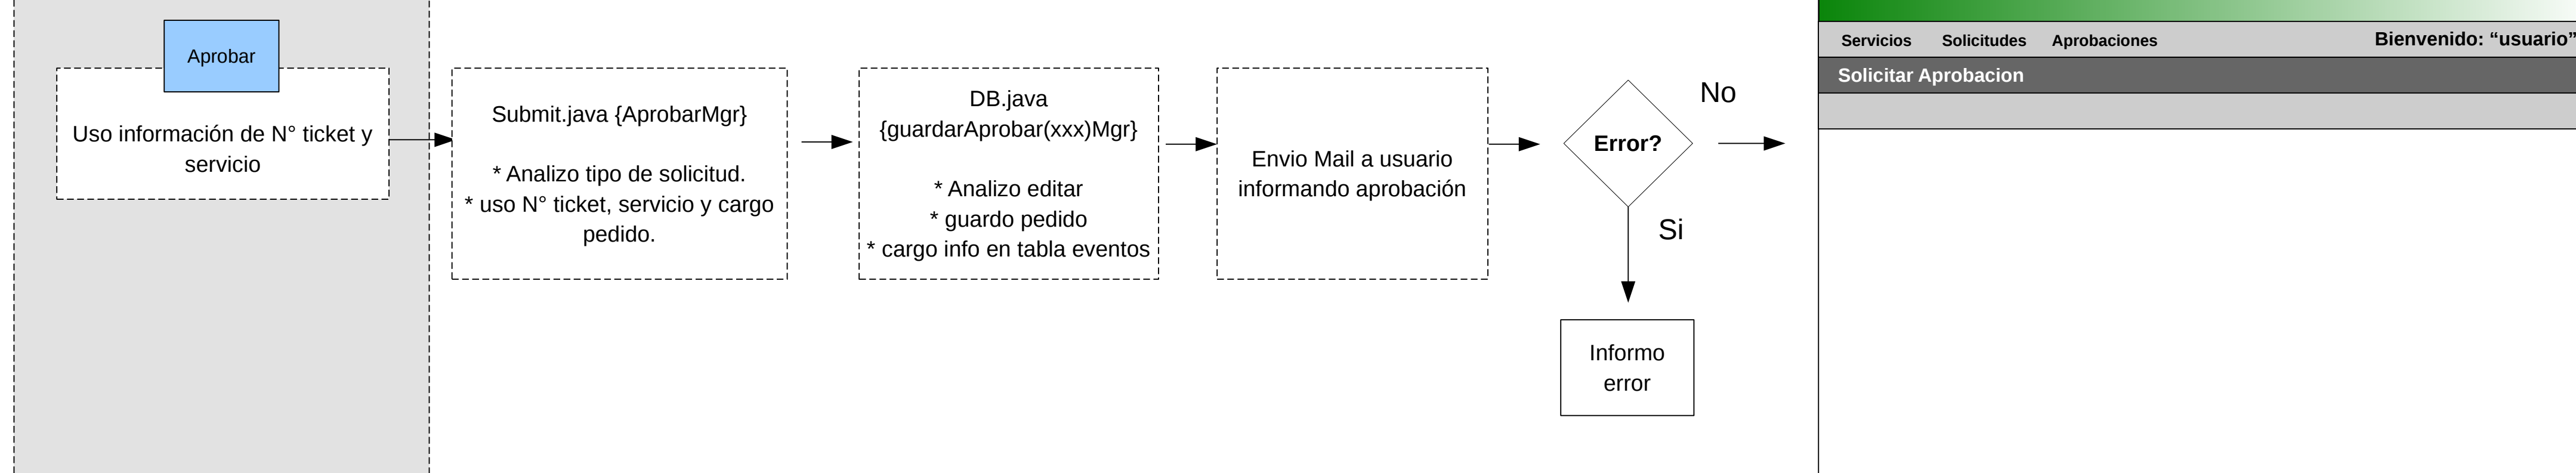 Aprobar
Uso información de N° ticket y
servicio
Submit.java {AprobarMgr}
* Analizo tipo de solicitud.
* uso N° ticket, servicio y cargo
pedido.
DB.java
{guardarAprobar(xxx)Mgr}
* Analizo editar
* guardo pedido
* cargo info en tabla eventos
Envio Mail a usuario
informando aprobación
Error?
No
Si
Informo
error
Servicios Solicitudes Aprobaciones Bienvenido: “usuario”
Solicitar Aprobacion